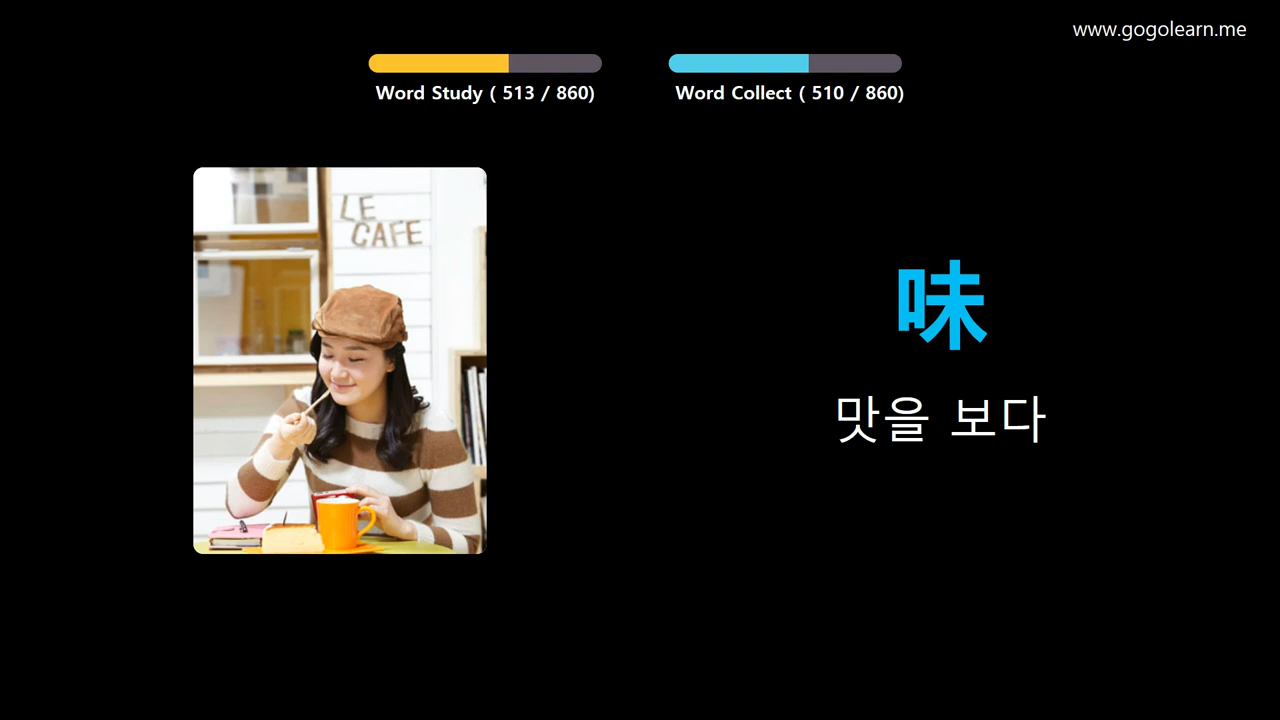 www.gogolearn.me
Word Study ( 513 / 860)
Word Collect ( 510 / 860)
LE
CAFE
味
맛을 보다